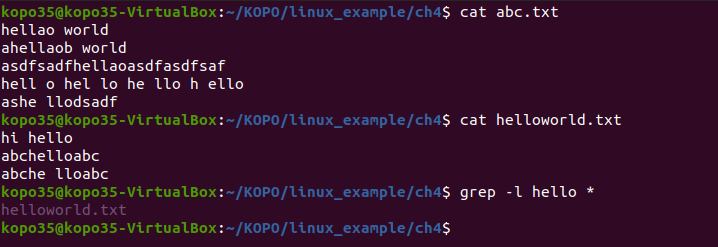 kopo35@kopo35-VirtualBox:~/KOPO/linux_example/ch4$ cat abc.txt
hellao world
ahellaob world
asdfsadfhellaoasdfasdfsaf
hell o hel lo he llo h ello
ashe llodsadf
kopo35@kopo35-VirtualBox:~/KOPO/linux_example/ch4$ cat helloworld.txt
hi hello
abchelloabc
abche lloabc
kopo35@kopo35-VirtualBox:~/KOPO/linux_example/ch4$ grep -l hello *
helloworld.txt
kopo35@kopo35-VirtualBox:~/KOPO/linux_example/ch4$